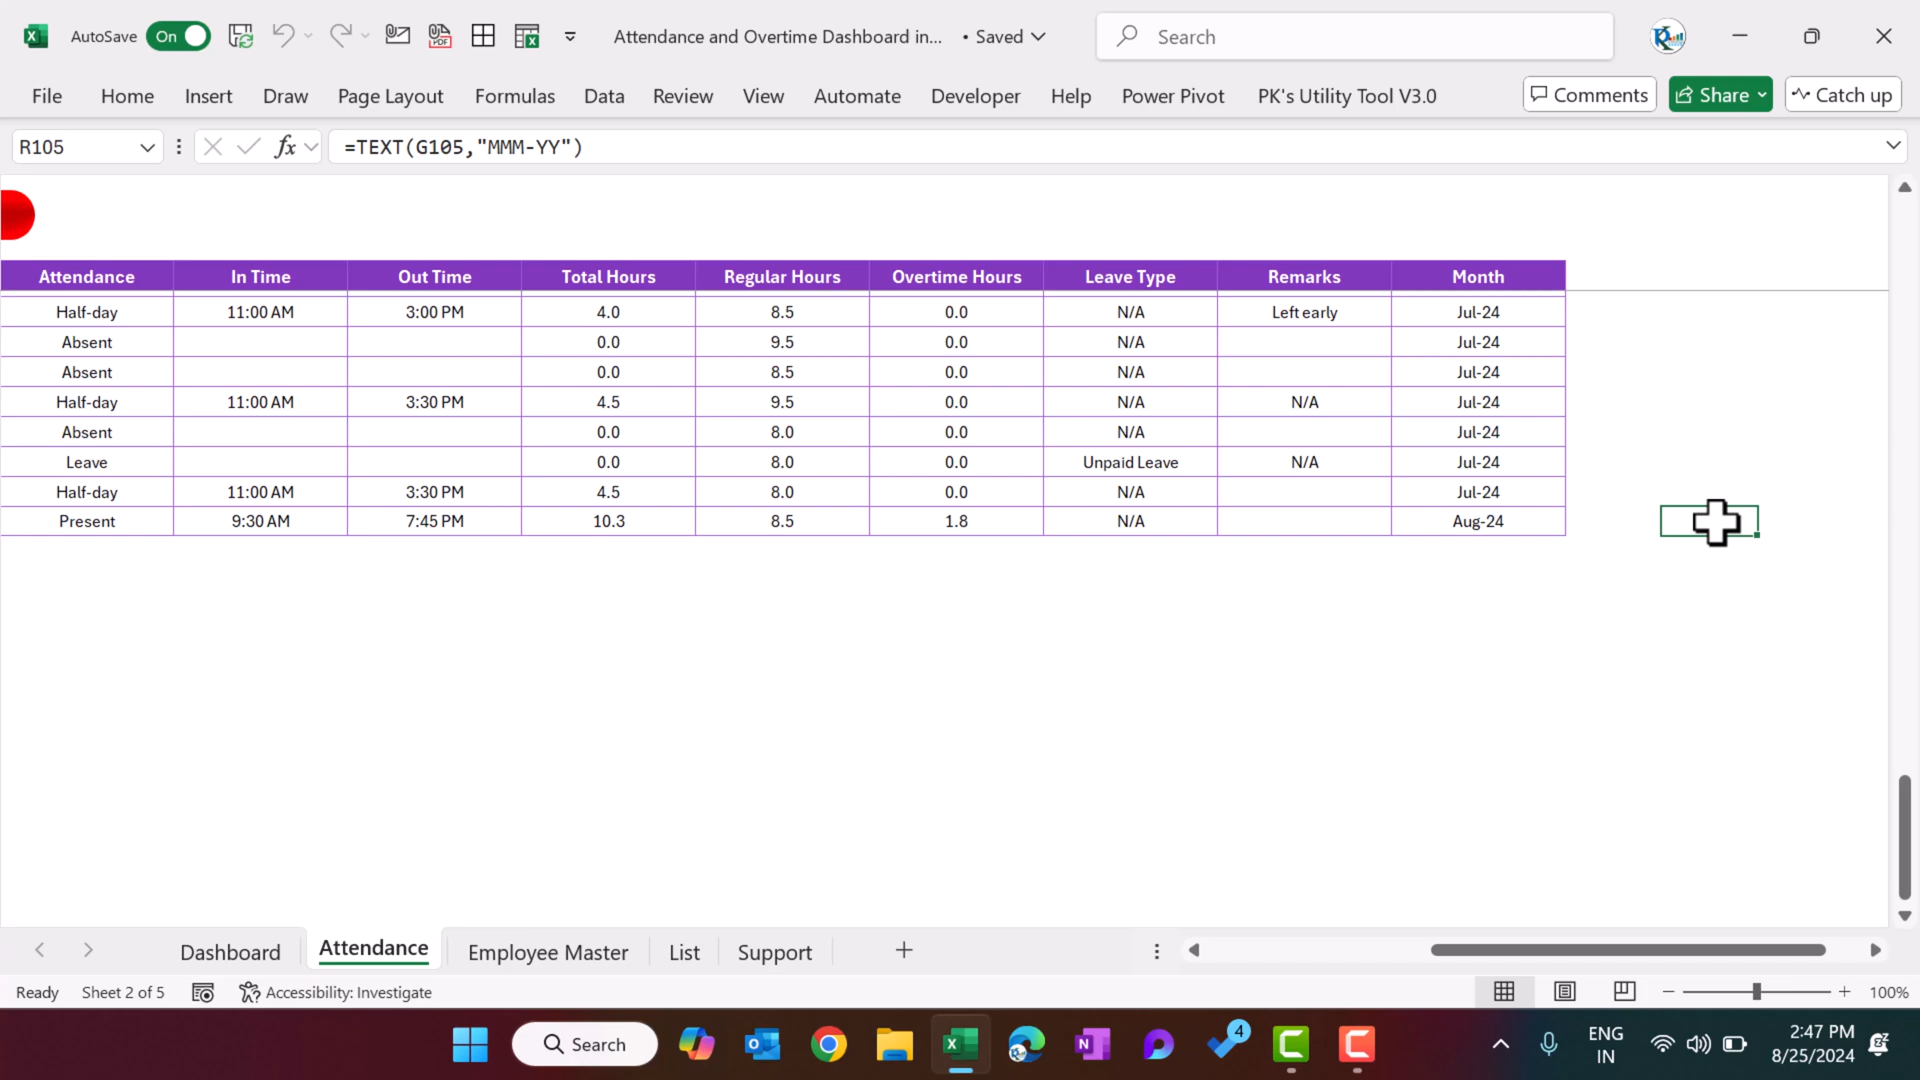 AutoSave On Attendance and Overtime Dashboard in... • Saved Search
File Home Insert Draw Page Layout Formulas Data Review View Automate Developer Help Power Pivot PK's Utility Tool V3.0 Comments Share Catch up
R105 fx =TEXT(G105,"MMM-YY")
Attendance In Time Out Time Total Hours Regular Hours Overtime Hours Leave Type Remarks Month
Half-day 11:00 AM 3:00 PM 4.0 8.5 0.0 N/A Left early Jul-24
Absent 0.0 9.5 0.0 N/A Jul-24
Absent 0.0 8.5 0.0 N/A Jul-24
Half-day 11:00 AM 3:30 PM 4.5 9.5 0.0 N/A N/A Jul-24
Absent 0.0 8.0 0.0 N/A Jul-24
Leave 0.0 8.0 0.0 Unpaid Leave N/A Jul-24
Half-day 11:00 AM 3:30 PM 4.5 8.0 0.0 N/A Jul-24
Present 9:30 AM 7:45 PM 10.3 8.5 1.8 N/A Aug-24
Dashboard Attendance Employee Master List Support
Ready Sheet 2 of 5 Accessibility: Investigate 100%
Search 4 ENG 2:47 PM
IN 8/25/2024